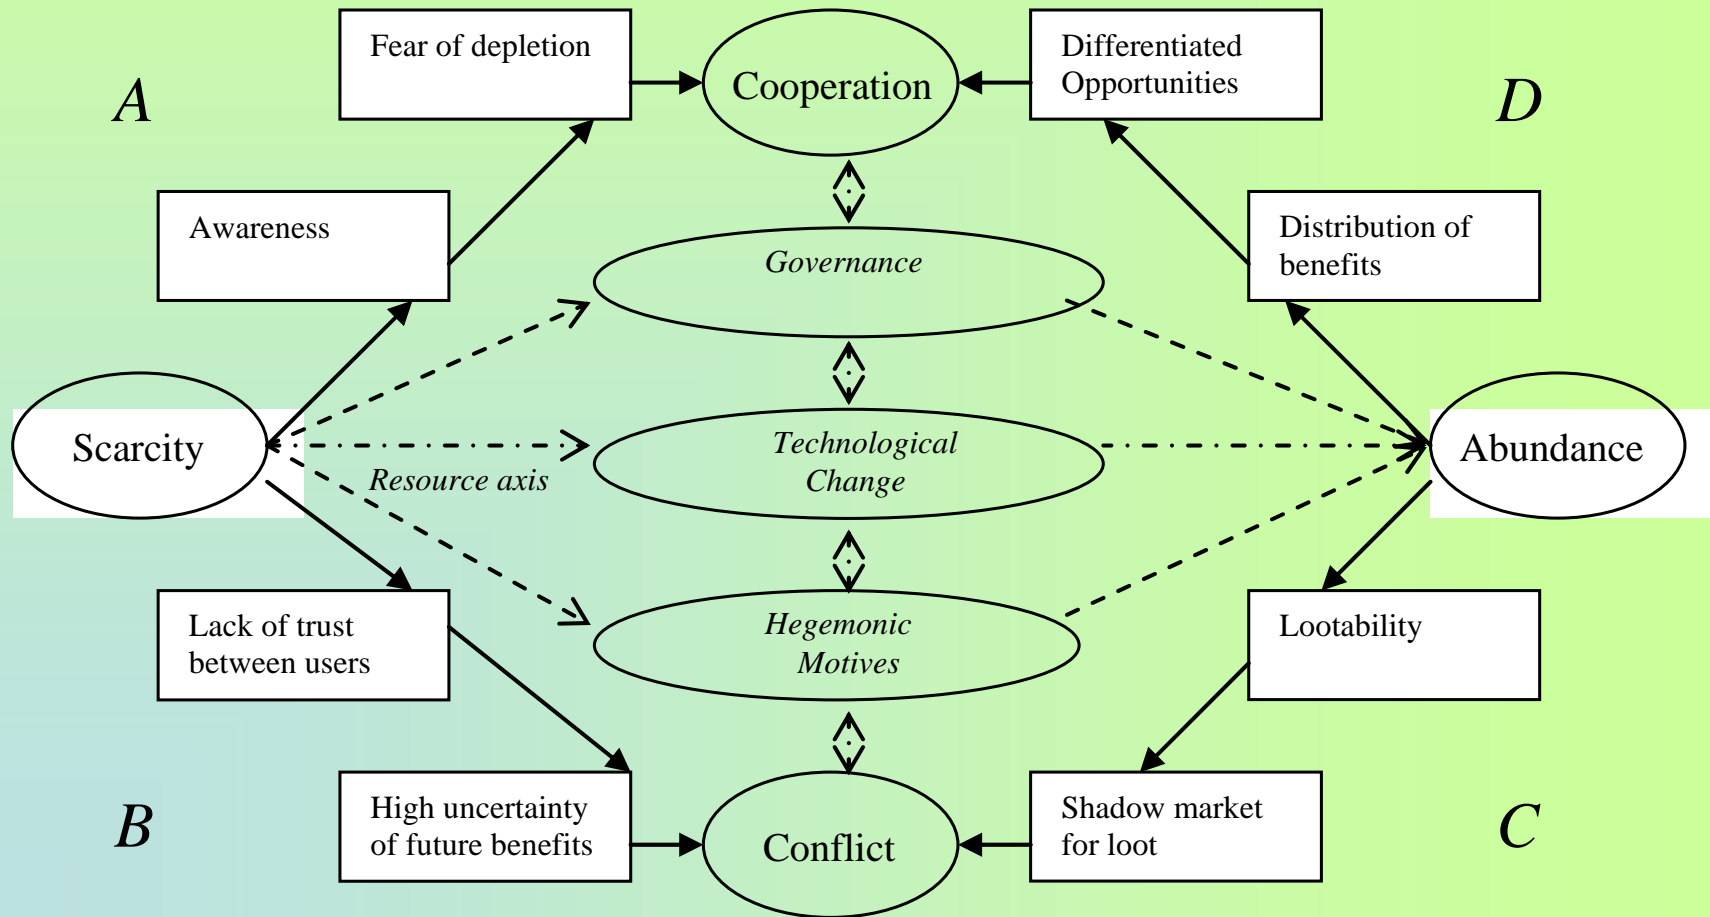 Fear of depletion
Cooperation
Differentiated
Opportunities
A
D
Awareness
Governance
Distribution of
benefits
Scarcity
Resource axis
Technological
Change
Abundance
Lack of trust
between users
Hegemonic
Motives
Lootability
B
High uncertainty
of future benefits
Conflict
Shadow market
for loot
C